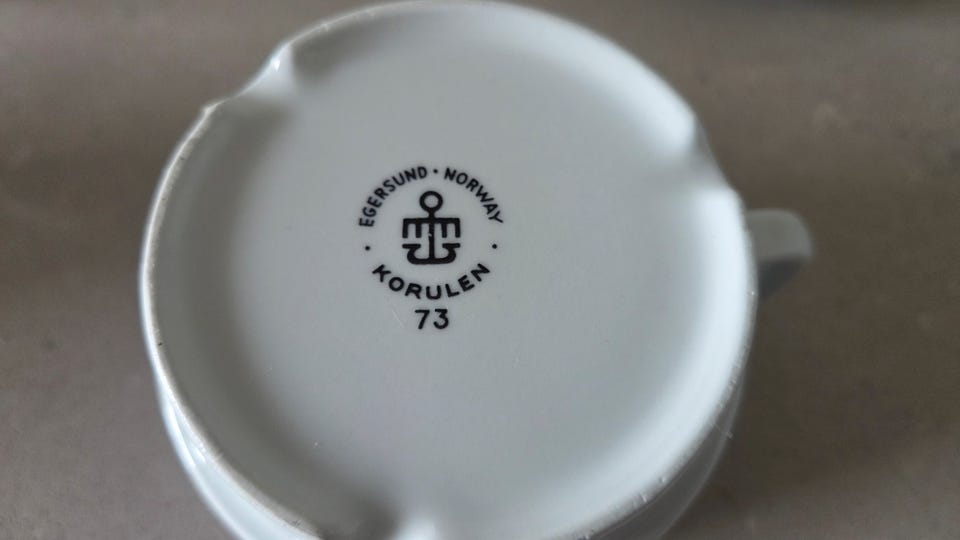 EGERSUND · NORWAY
· KORULEN ·
73